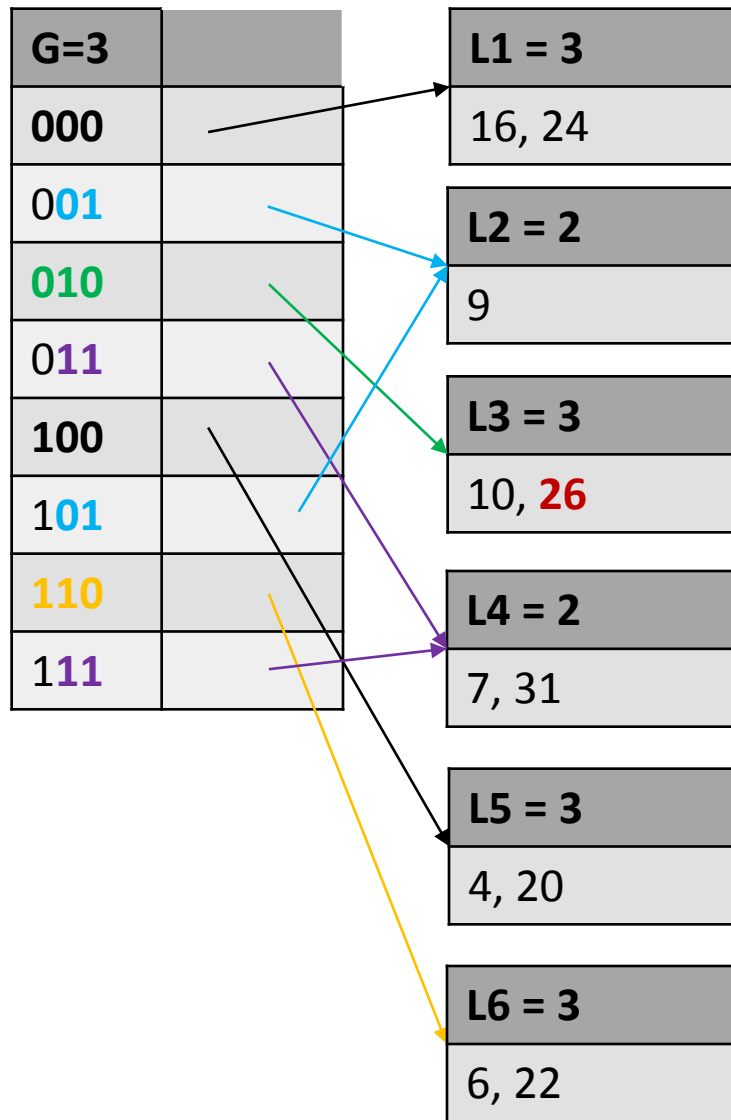 G=3
000
001
010
011
100
101
110
111
L1 = 3
16, 24
L2 = 2
9
L3 = 3
10, 26
L4 = 2
7, 31
L5 = 3
4, 20
L6 = 3
6, 22